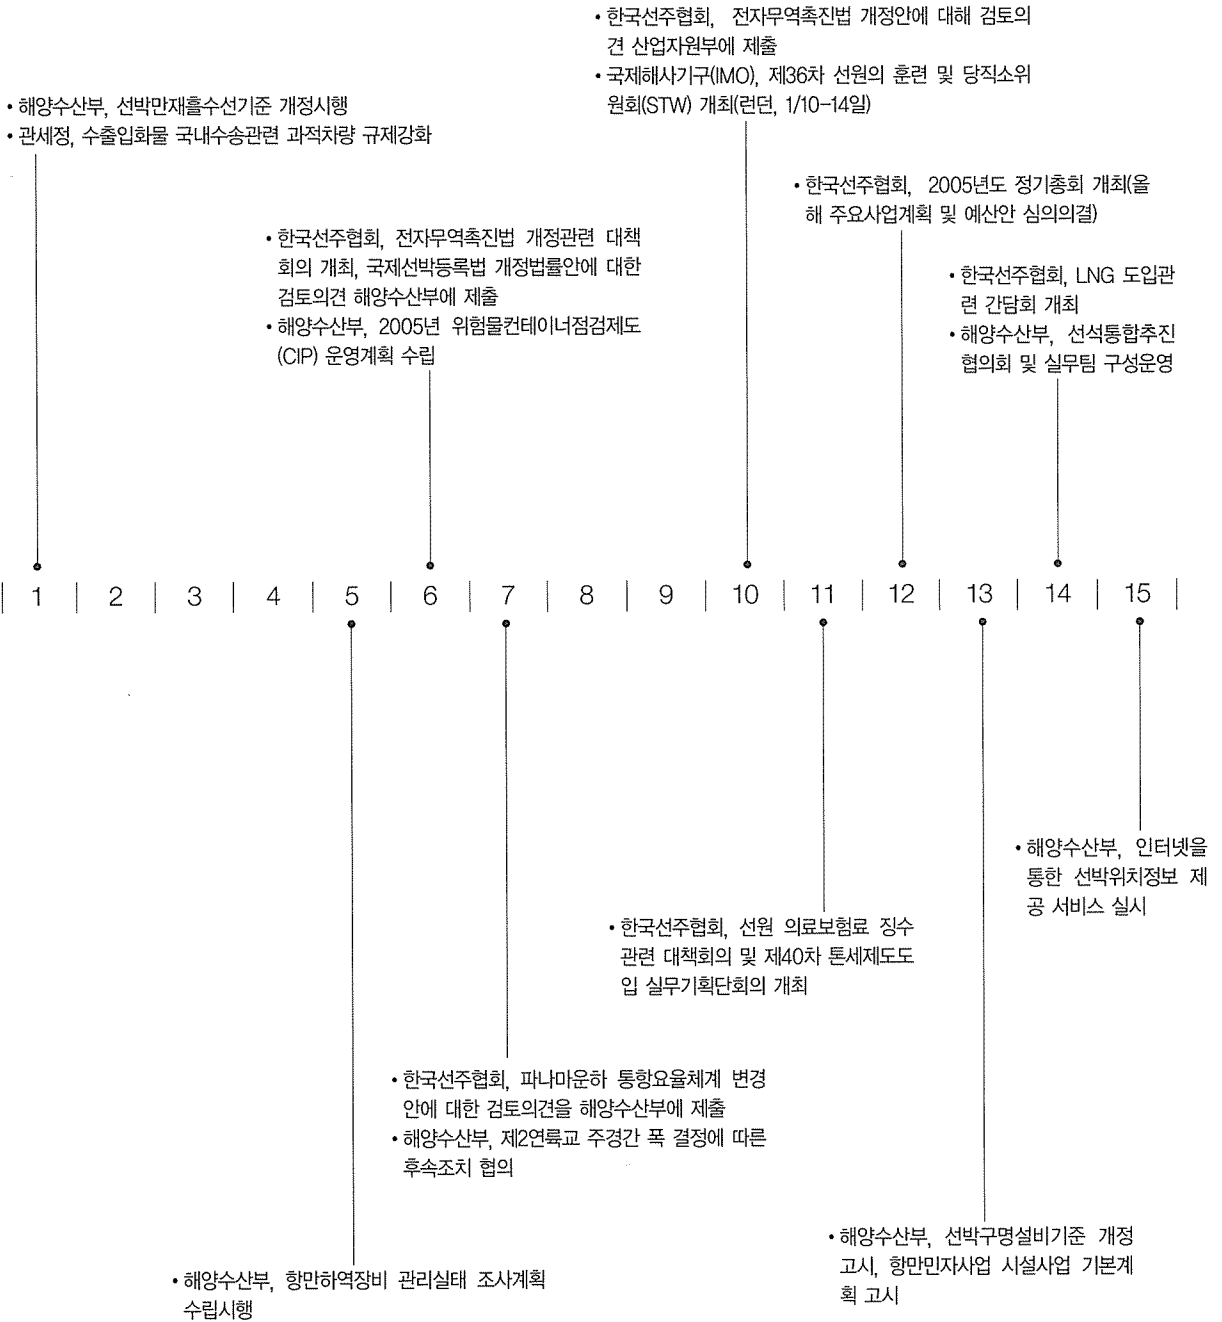 • 한국선주협회, 전자무역촉진법 개정안에 대해 검토의
견 산업자원부에 제출
• 국제해사기구(IMO), 제36차 선원의 훈련 및 당직소위
원회(STW) 개최(런던, 1/10-14일)
• 해양수산부, 선박만재흘수선기준 개정시행
• 관세정, 수출입화물 국내수송관련 과적차량 규제강화
• 한국선주협회, 2005년도 정기총회 개최(올
해 주요사업계획 및 예산안 심의의결)
• 한국선주협회, 전자무역촉진법 개정관련 대책
회의 개최, 국제선박등록법 개정법률안에 대한
검토의견 해양수산부에 제출
• 해양수산부, 2005년 위험물컨테이너점검제도
(CIP) 운영계획 수립
• 한국선주협회, LNG 도입관
련 간담회 개최
• 해양수산부, 선석통합추진
협의회 및 실무팀 구성운영
1 2 3 4 5 6 7 8 9 10 11 12 13 14 15
• 해양수산부, 인터넷을
통한 선박위치정보 제
공 서비스 실시
• 한국선주협회, 선원 의료보험료 징수
관련 대책회의 및 제40차 톤세제도도
입 실무기획단회의 개최
• 한국선주협회, 파나마운하 통항요율체계 변경
안에 대한 검토의견을 해양수산부에 제출
• 해양수산부, 제2연륙교 주경간 폭 결정에 따른
후속조치 협의
• 해양수산부, 선박구명설비기준 개정
고시, 항만민자사업 시설사업 기본계
획 고시
• 해양수산부, 항만하역장비 관리실태 조사계획
수립시행